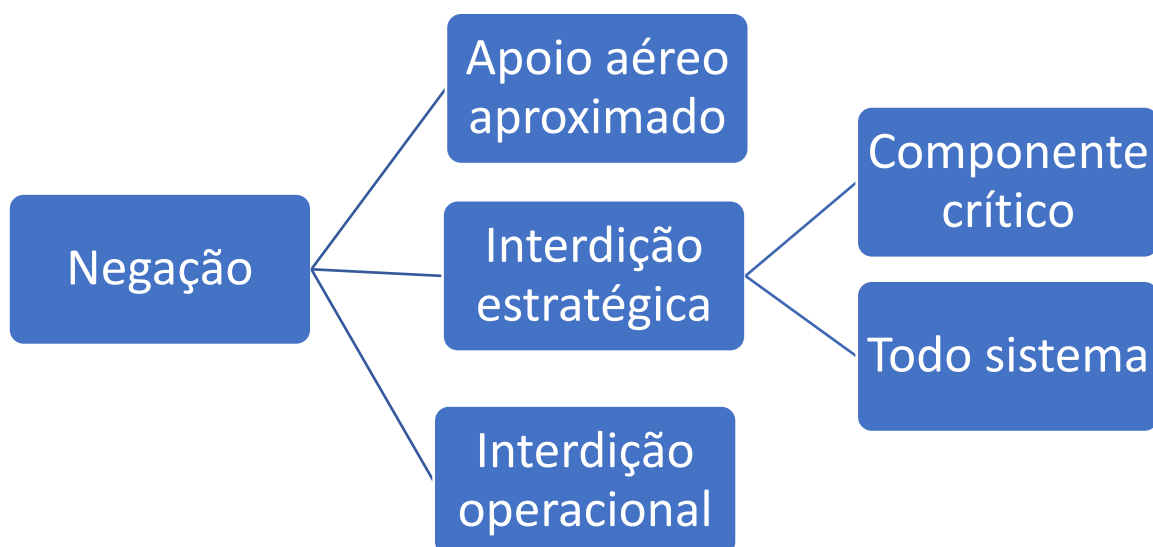 Negação
Apoio aéreo
aproximado
Interdição
estratégica
Interdição
operacional
Componente
crítico
Todo sistema